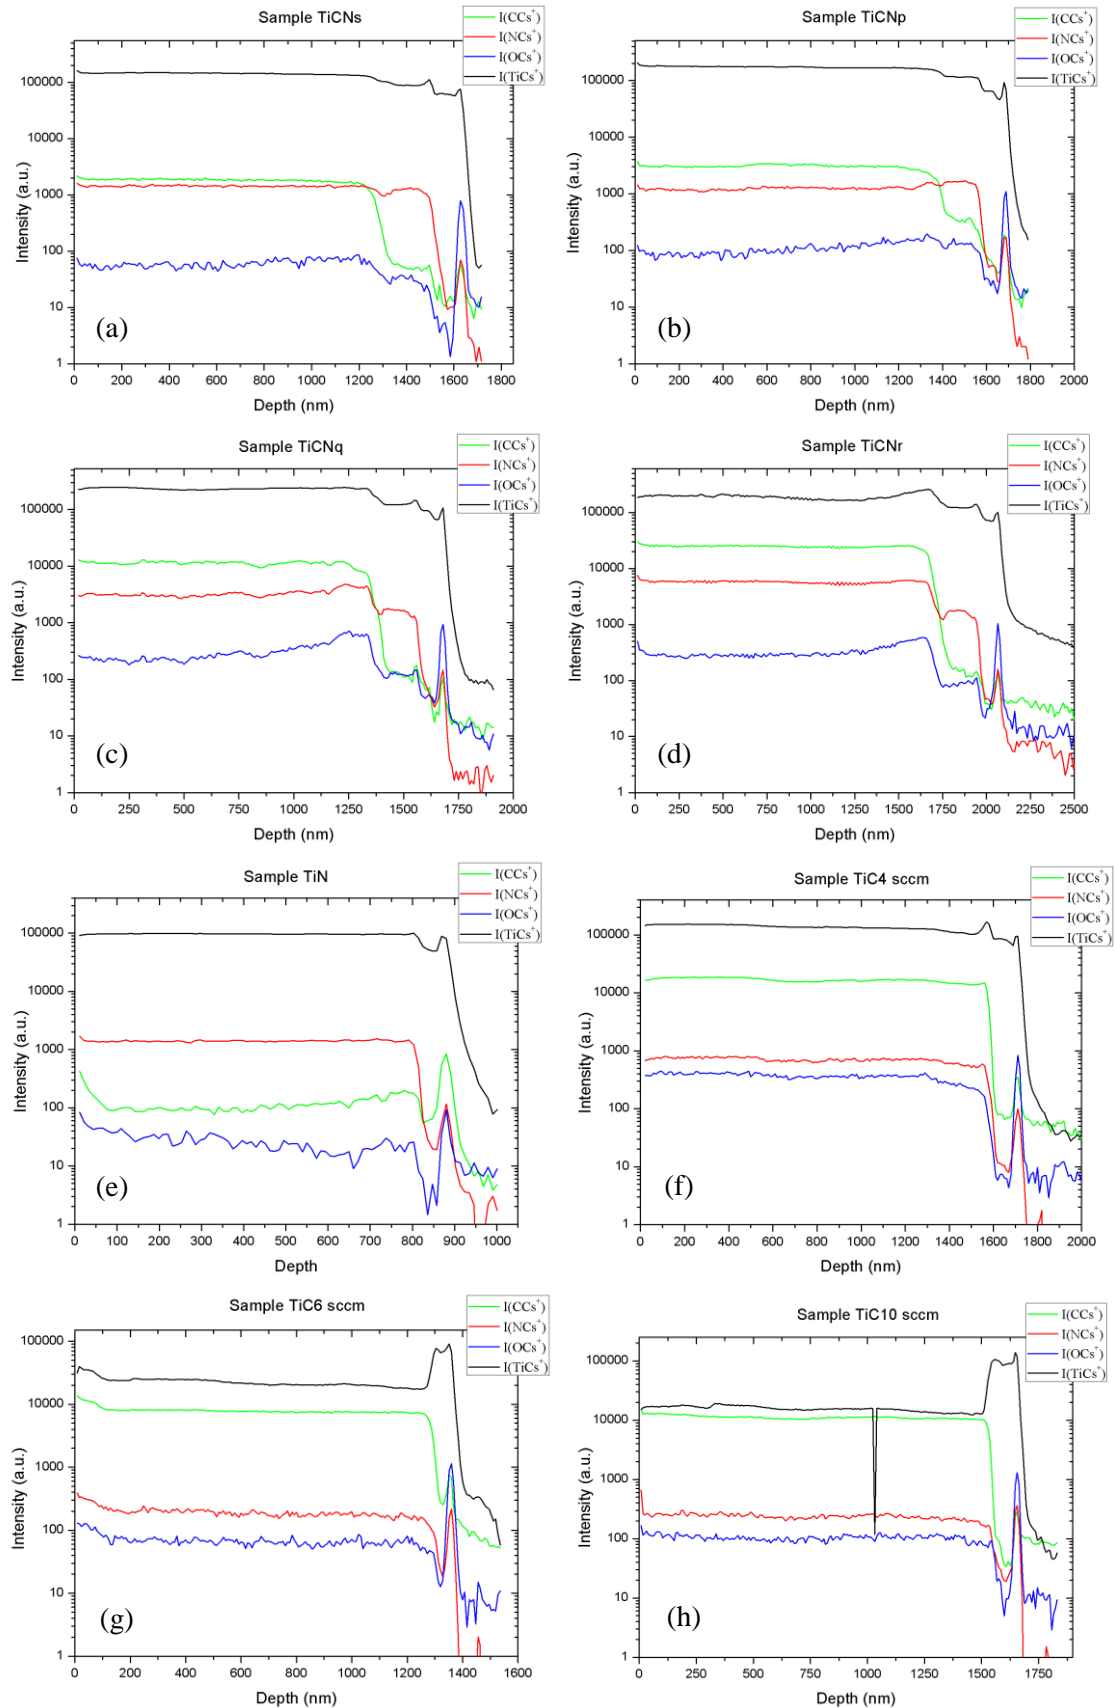 Sample TiCNs
I(CCs⁺)
I(NCs⁺)
I(OCs⁺)
I(TiCs⁺)
Intensity (a.u.)
100000
10000
1000
100
10
1
(a)
0 200 400 600 800 1000 1200 1400 1600 1800
Depth (nm)
Sample TiCNp
I(CCs⁺)
I(NCs⁺)
I(OCs⁺)
I(TiCs⁺)
Intensity (a.u.)
100000
10000
1000
100
10
1
(b)
0 200 400 600 800 1000 1200 1400 1600 1800 2000
Depth (nm)
Sample TiCNq
I(CCs⁺)
I(NCs⁺)
I(OCs⁺)
I(TiCs⁺)
Intensity (a.u.)
100000
10000
1000
100
10
1
(c)
0 250 500 750 1000 1250 1500 1750 2000
Depth (nm)
Sample TiCNr
I(CCs⁺)
I(NCs⁺)
I(OCs⁺)
I(TiCs⁺)
Intensity (a.u.)
100000
10000
1000
100
10
1
(d)
0 250 500 750 1000 1250 1500 1750 2000 2250 2500
Depth (nm)
Sample TiN
I(CCs⁺)
I(NCs⁺)
I(OCs⁺)
I(TiCs⁺)
Intensity (a.u.)
100000
10000
1000
100
10
1
(e)
0 100 200 300 400 500 600 700 800 900 1000
Depth
Sample TiC4 sccm
I(CCs⁺)
I(NCs⁺)
I(OCs⁺)
I(TiCs⁺)
Intensity (a.u.)
100000
10000
1000
100
10
1
(f)
0 200 400 600 800 1000 1200 1400 1600 1800 2000
Depth (nm)
Sample TiC6 sccm
I(CCs⁺)
I(NCs⁺)
I(OCs⁺)
I(TiCs⁺)
Intensity (a.u.)
100000
10000
1000
100
10
1
(g)
0 200 400 600 800 1000 1200 1400 1600
Depth (nm)
Sample TiC10 sccm
I(CCs⁺)
I(NCs⁺)
I(OCs⁺)
I(TiCs⁺)
Intensity (a.u.)
100000
10000
1000
100
10
1
(h)
0 250 500 750 1000 1250 1500 1750
Depth (nm)